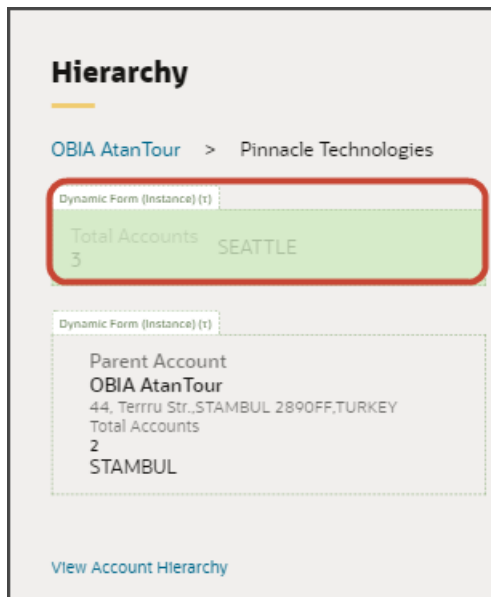 Hierarchy
OBIA AtanTour > Pinnacle Technologies
Dynamic Form (Instance) (τ)
Total Accounts
3 SEATTLE
Dynamic Form (Instance) (τ)
Parent Account
OBIA AtanTour
44, Terrru Str.,STAMBUL 2890FF,TURKEY
Total Accounts
2
STAMBUL
View Account Hierarchy